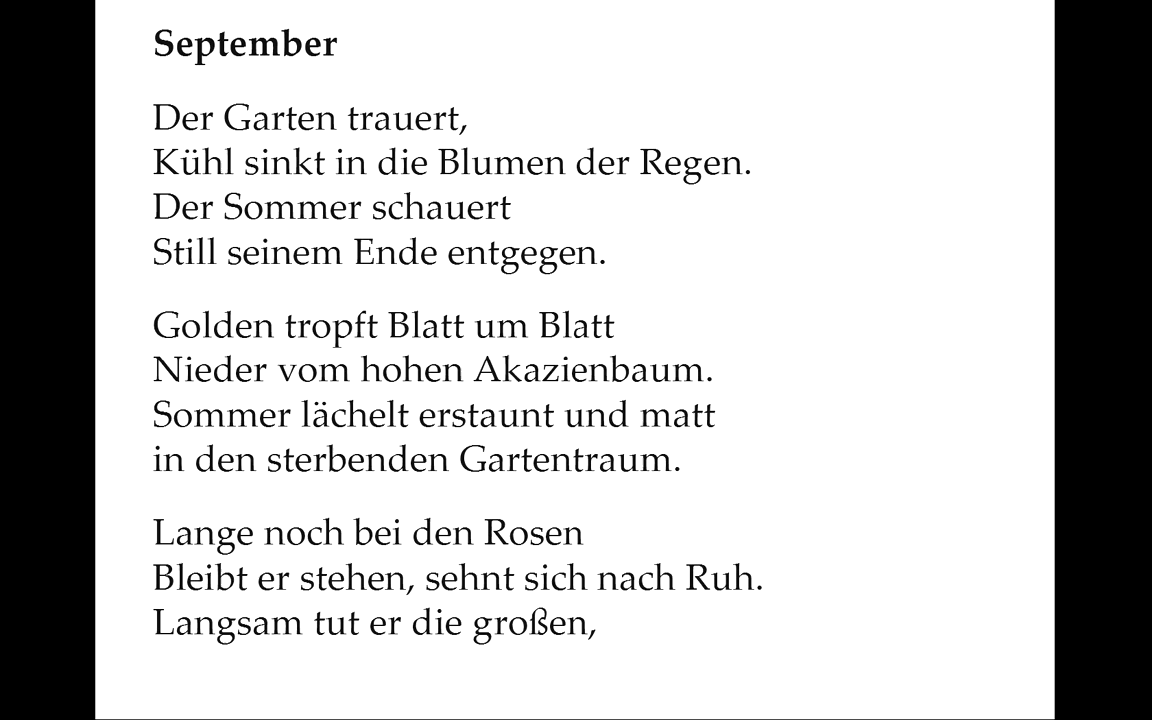 September
Der Garten trauert,
Kühl sinkt in die Blumen der Regen.
Der Sommer schauert
Still seinem Ende entgegen.
Golden tropft Blatt um Blatt
Nieder vom hohen Akazienbaum.
Sommer lächelt erstaunt und matt
in den sterbenden Gartentraum.
Lange noch bei den Rosen
Bleibt er stehen, sehnt sich nach Ruh.
Langsam tut er die großen,